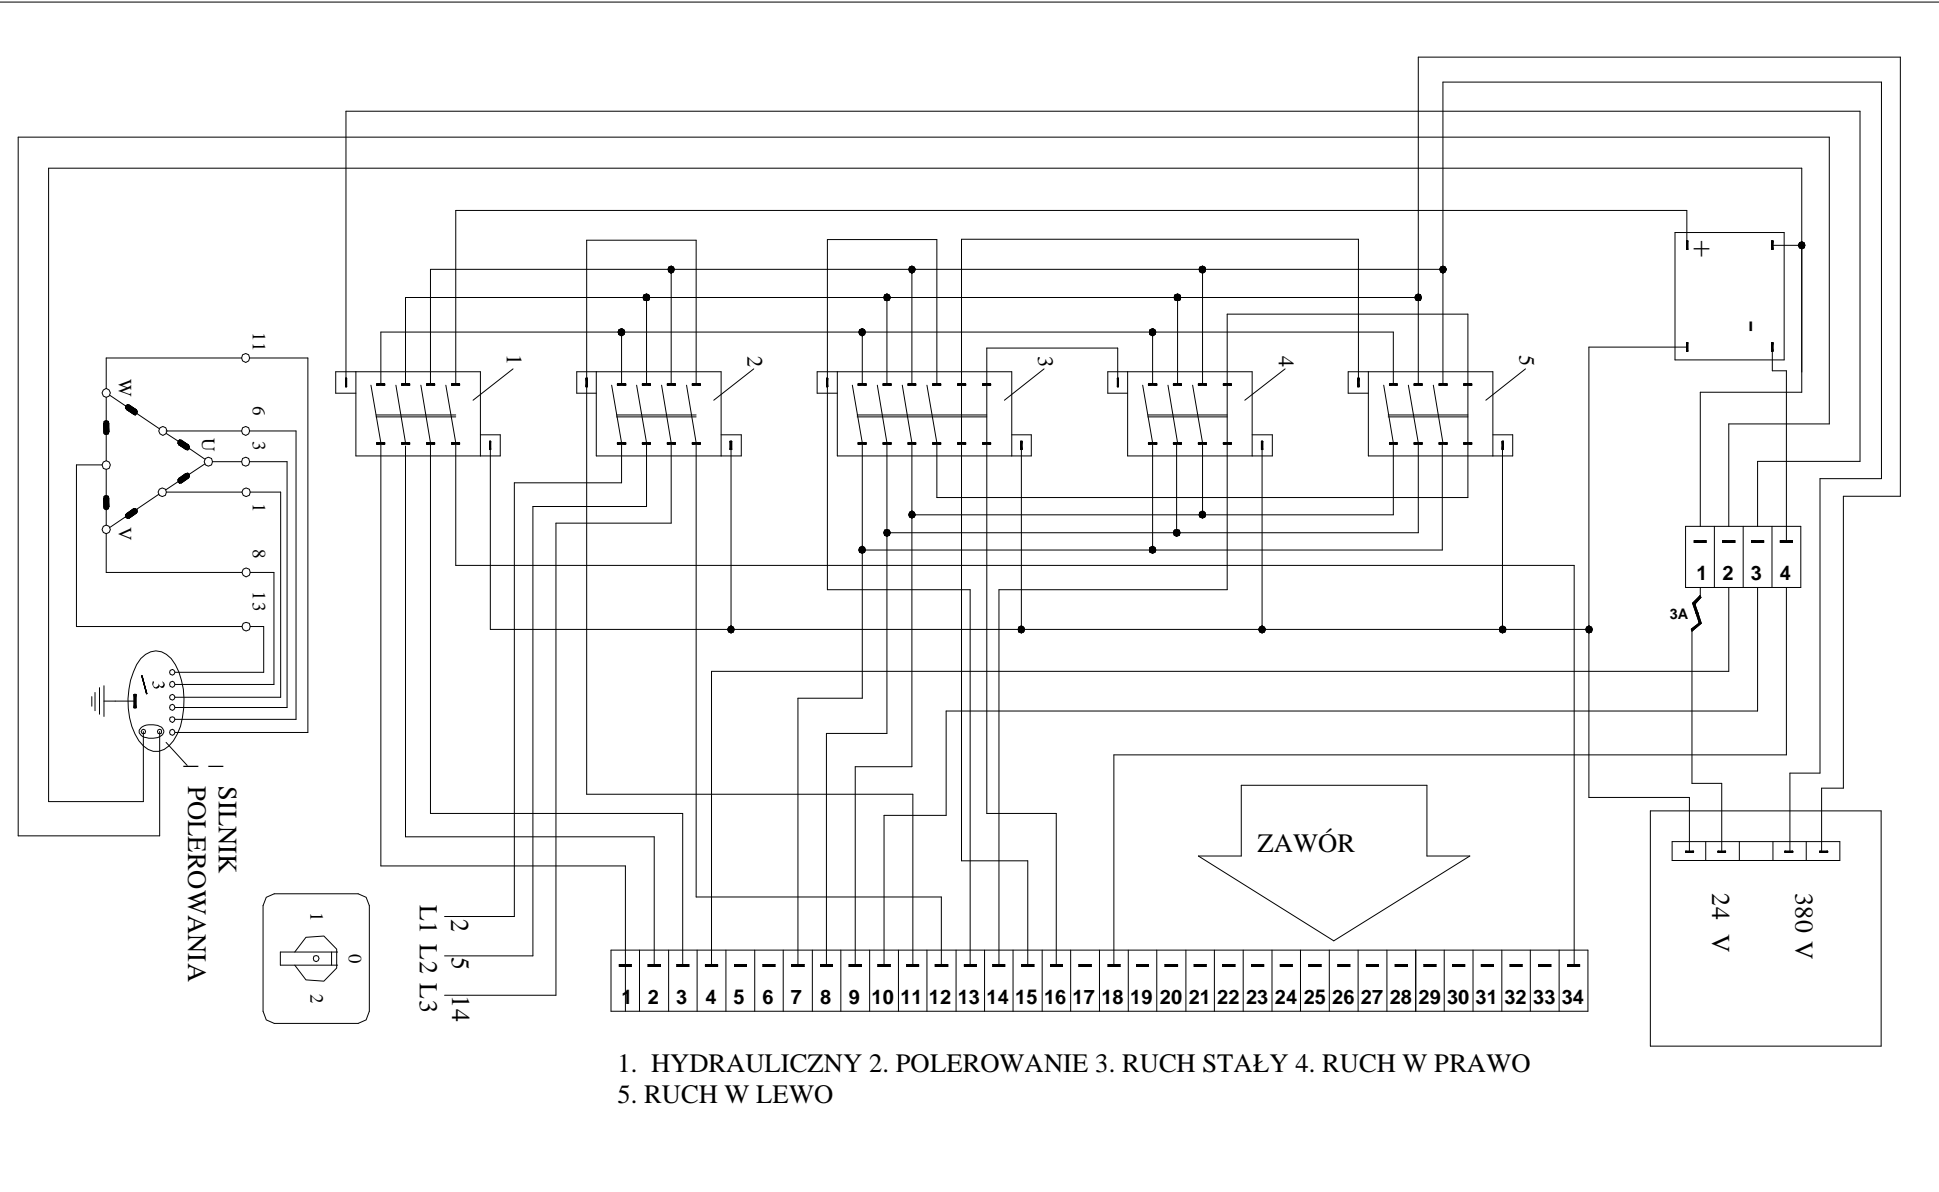 1
2
3
4
5
+
-
11
W
6
3
U
1
V
8
13
3
SILNIK
POLEROWANIA
1
0
2
L1 L2 L3
2 5 14
1 2 3 4
3A
ZAWÓR
24 V
380 V
1 2 3 4 5 6 7 8 9 10 11 12 13 14 15 16 17 18 19 20 21 22 23 24 25 26 27 28 29 30 31 32 33 34
1. HYDRAULICZNY 2. POLEROWANIE 3. RUCH STAŁY 4. RUCH W PRAWO
5. RUCH W LEWO